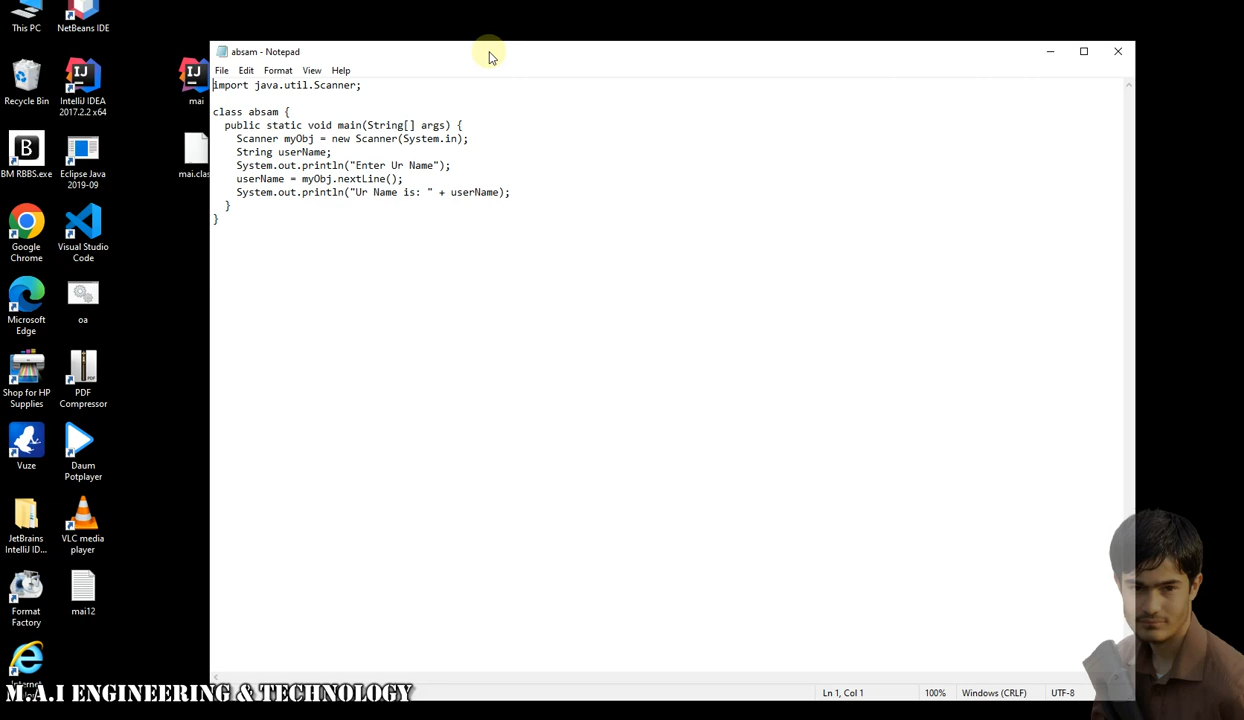 This PC
NetBeans IDE
absam - Notepad
File Edit Format View Help
import java.util.Scanner;
class absam {
public static void main(String[] args) {
Scanner myObj = new Scanner(System.in);
String userName;
System.out.println("Enter Ur Name");
userName = myObj.nextLine();
System.out.println("Ur Name is: " + userName);
}
}
Recycle Bin
IntelliJ IDEA
2017.2.2 x64
mai
BM RBBS.exe
Eclipse Java
2019-09
mai.clas
Google
Chrome
Visual Studio
Code
Microsoft
Edge
oa
Shop for HP
Supplies
PDF
Compressor
Vuze
Daum
Potplayer
JetBrains
IntelliJ ID...
VLC media
player
Format
Factory
mai12
M.A.I ENGINEERING & TECHNOLOGY
Ln 1, Col 1
100%
Windows (CRLF)
UTF-8